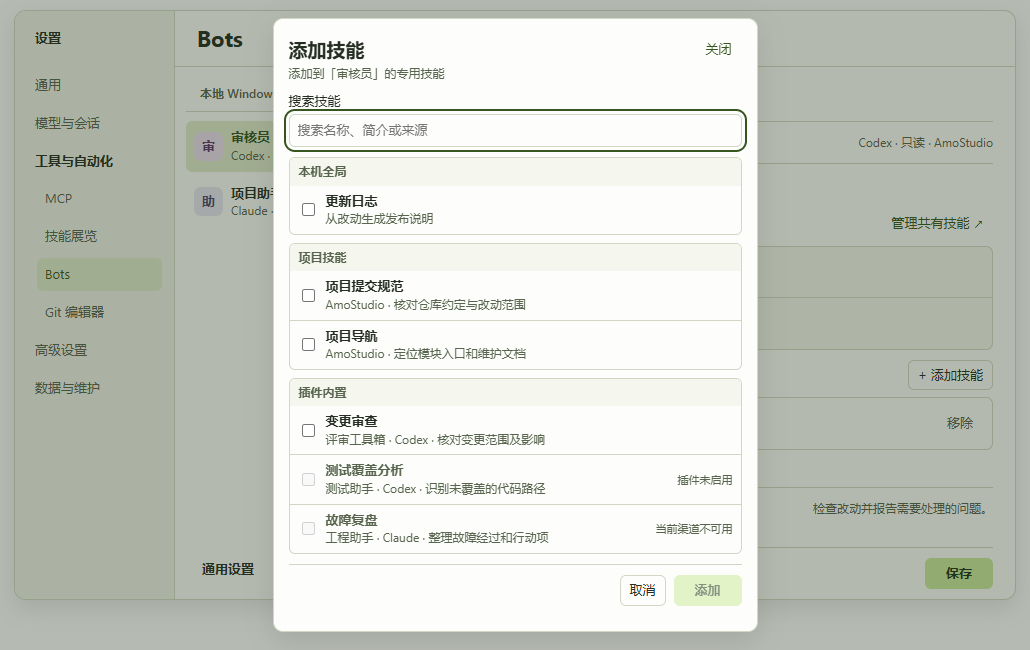 设置
通用
模型与会话
工具与自动化
MCP
技能展览
Bots
Git 编辑器
高级设置
数据与维护
Bots
本地 Window
审
审核员
Codex ·
助
项目助手
Claude ·
通用设置
添加技能
关闭
添加到「审核员」的专用技能
搜索技能
搜索名称、简介或来源
本机全局
更新日志
从改动生成发布说明
项目技能
项目提交规范
AmoStudio · 核对仓库约定与改动范围
项目导航
AmoStudio · 定位模块入口和维护文档
插件内置
变更审查
评审工具箱 · Codex · 核对变更范围及影响
测试覆盖分析
测试助手 · Codex · 识别未覆盖的代码路径
插件未启用
故障复盘
工程助手 · Claude · 整理故障经过和行动项
当前渠道不可用
取消
添加
Codex · 只读 · AmoStudio
管理共有技能 ↗
+ 添加技能
移除
检查改动并报告需要处理的问题。
保存